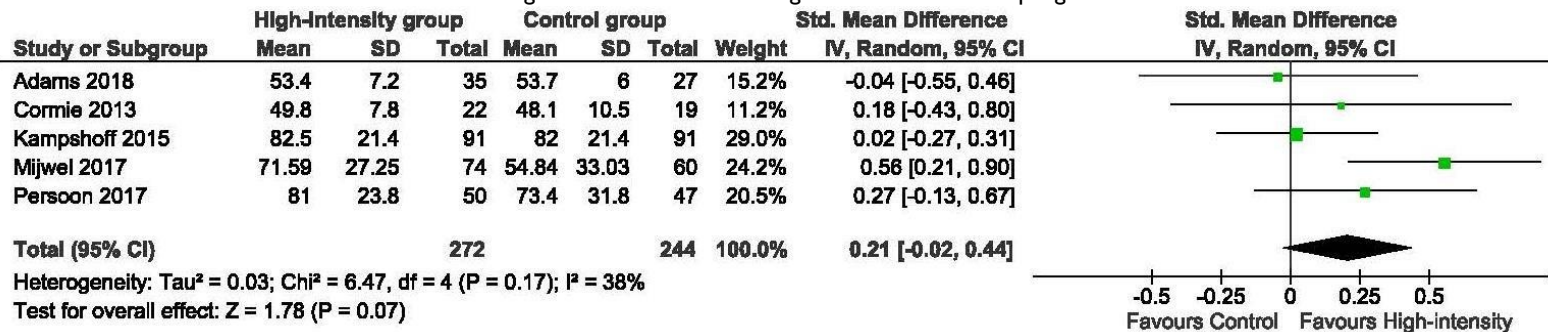 High-Intensity group Control group Std. Mean Difference Std. Mean Difference
Study or Subgroup Mean SD Total Mean SD Total Weight IV, Random, 95% CI IV, Random, 95% CI
Adams 2018 53.4 7.2 35 53.7 6 27 15.2% -0.04 [-0.55, 0.46]
Cormie 2013 49.8 7.8 22 48.1 10.5 19 11.2% 0.18 [-0.43, 0.80]
Kampshoff 2015 82.5 21.4 91 82 21.4 91 29.0% 0.02 [-0.27, 0.31]
Mijwel 2017 71.59 27.25 74 54.84 33.03 60 24.2% 0.56 [0.21, 0.90]
Persoon 2017 81 23.8 50 73.4 31.8 47 20.5% 0.27 [-0.13, 0.67]
Total (95% CI) 272 244 100.0% 0.21 [-0.02, 0.44]
Heterogeneity: Tau² = 0.03; Chi² = 6.47, df = 4 (P = 0.17); I² = 38%
Test for overall effect: Z = 1.78 (P = 0.07)
-0.5 -0.25 0 0.25 0.5
Favours Control Favours High-intensity